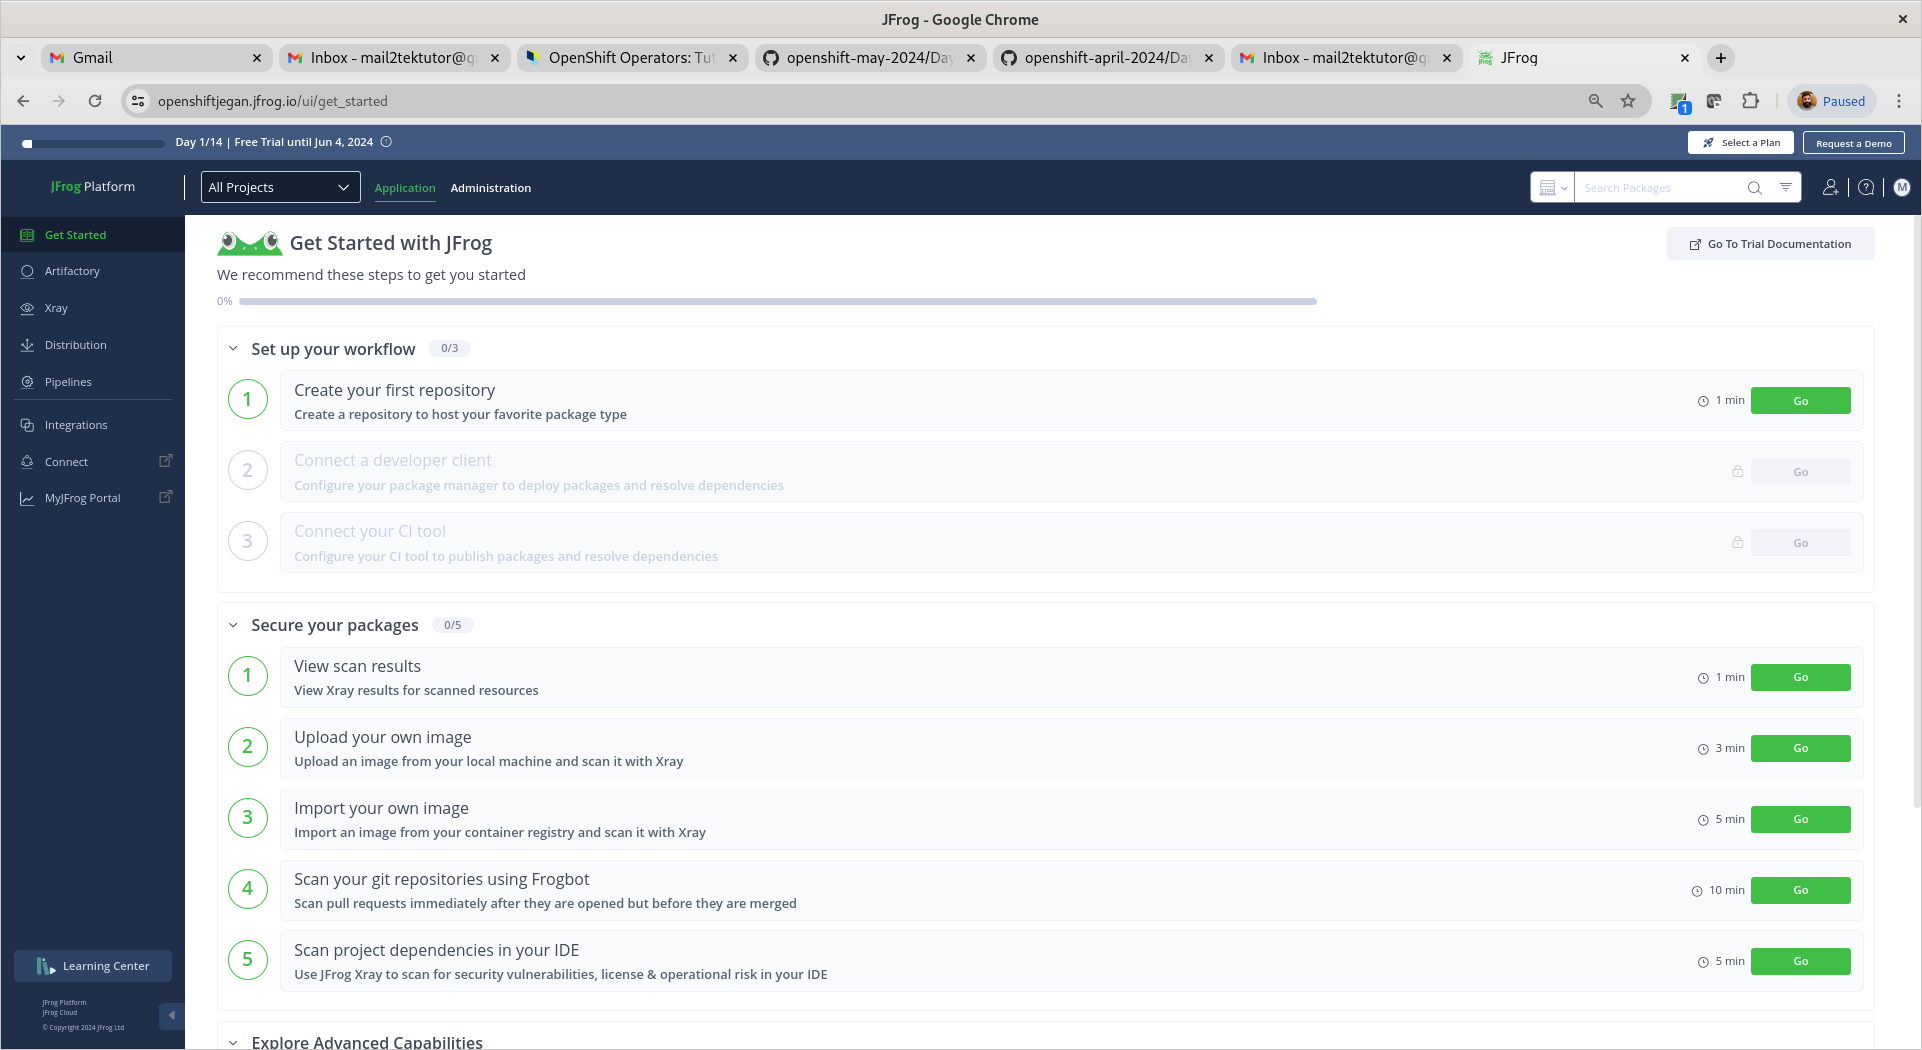 JFrog - Google Chrome
Gmail
Inbox - mail2tektutor@g
OpenShift Operators: Tut
openshift-may-2024/Day
openshift-april-2024/Day
Inbox - mail2tektutor@g
JFrog
openshiftjegan.jfrog.io/ui/get_started
1
Paused
Day 1/14 | Free Trial until Jun 4, 2024
Select a Plan
Request a Demo
JFrog Platform
All Projects
Application
Administration
Search Packages
M
Get Started
Artifactory
Xray
Distribution
Pipelines
Integrations
Connect
MyJFrog Portal
Learning Center
JFrog Platform
JFrog Cloud
© Copyright 2024 JFrog Ltd
Get Started with JFrog
Go To Trial Documentation
We recommend these steps to get you started
0%
Set up your workflow 0/3
1 Create your first repository
Create a repository to host your favorite package type
1 min Go
2 Connect a developer client
Configure your package manager to deploy packages and resolve dependencies
Go
3 Connect your CI tool
Configure your CI tool to publish packages and resolve dependencies
Go
Secure your packages 0/5
1 View scan results
View Xray results for scanned resources
1 min Go
2 Upload your own image
Upload an image from your local machine and scan it with Xray
3 min Go
3 Import your own image
Import an image from your container registry and scan it with Xray
5 min Go
4 Scan your git repositories using Frogbot
Scan pull requests immediately after they are opened but before they are merged
10 min Go
5 Scan project dependencies in your IDE
Use JFrog Xray to scan for security vulnerabilities, license & operational risk in your IDE
5 min Go
Explore Advanced Capabilities